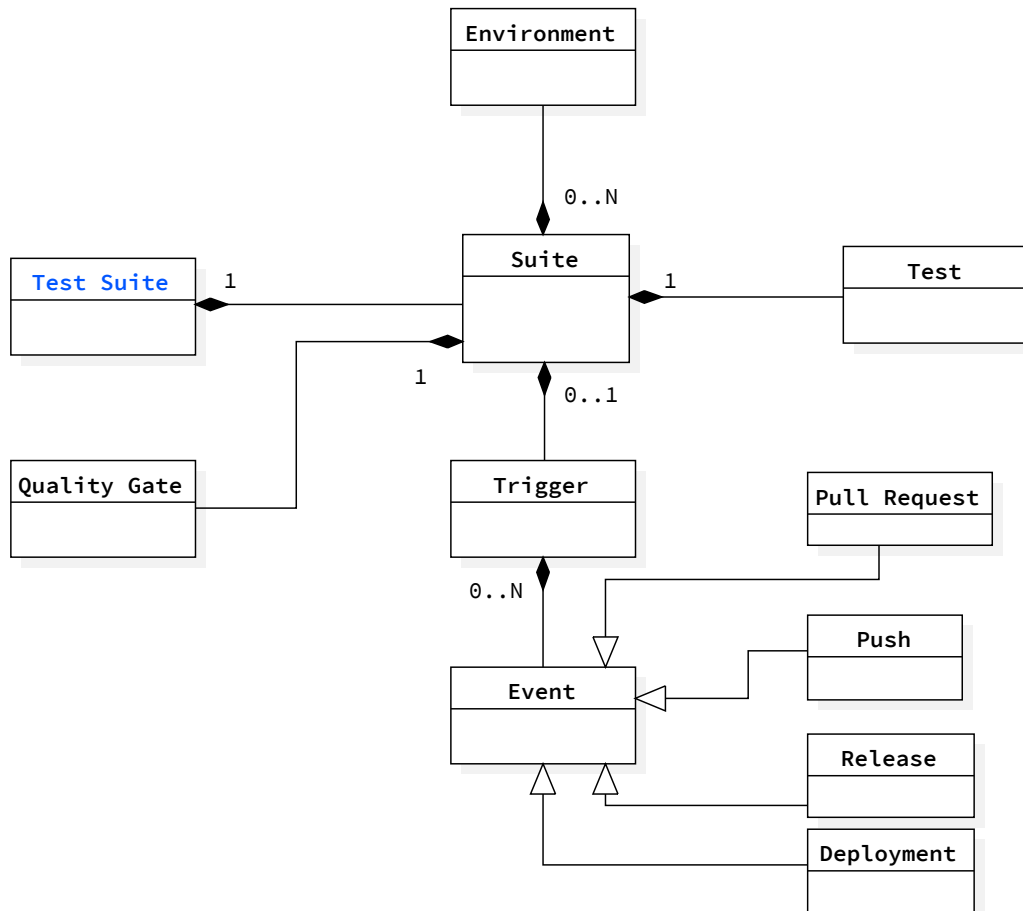 Environment
0..N
Suite
Test
Test Suite
1
1
1
0..1
Quality Gate
Trigger
Pull Request
0..N
Push
Event
Release
Deployment